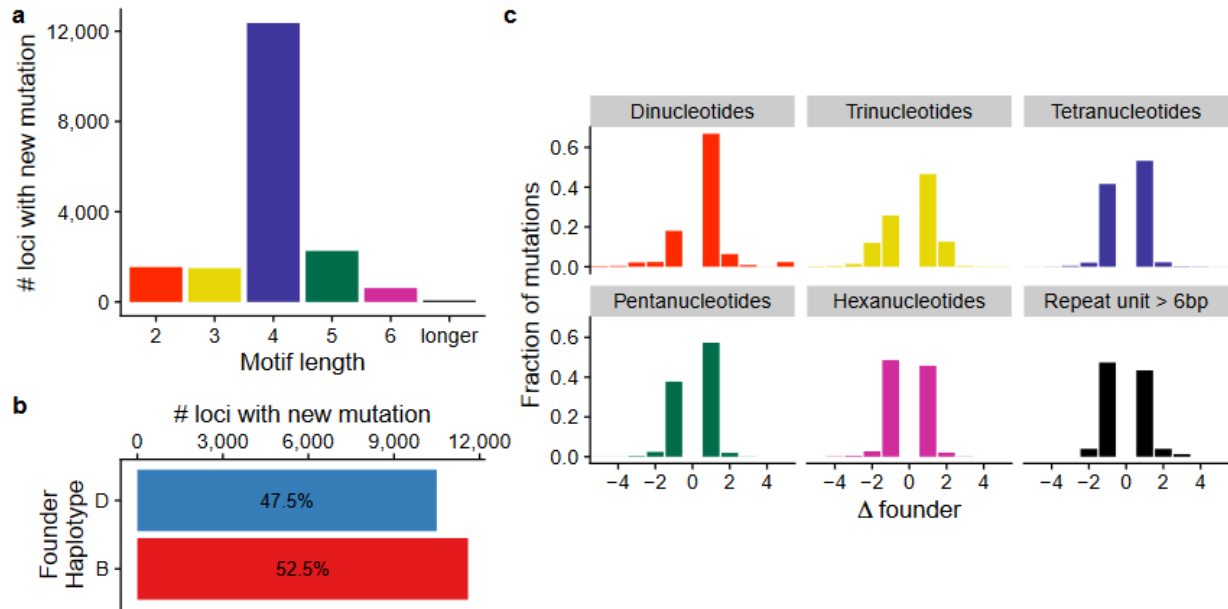 a
# loci with new mutation
12,000
8,000
4,000
0
2 3 4 5 6 longer
Motif length
b
# loci with new mutation
0 3,000 6,000 9,000 12,000
Founder
Haplotype
D
47.5%
B
52.5%
c
Fraction of mutations
Dinucleotides Trinucleotides Tetranucleotides
0.6
0.4
0.2
0.0
Pentanucleotides Hexanucleotides Repeat unit > 6bp
0.6
0.4
0.2
0.0
−4 −2 0 2 4 −4 −2 0 2 4 −4 −2 0 2 4
Δ founder